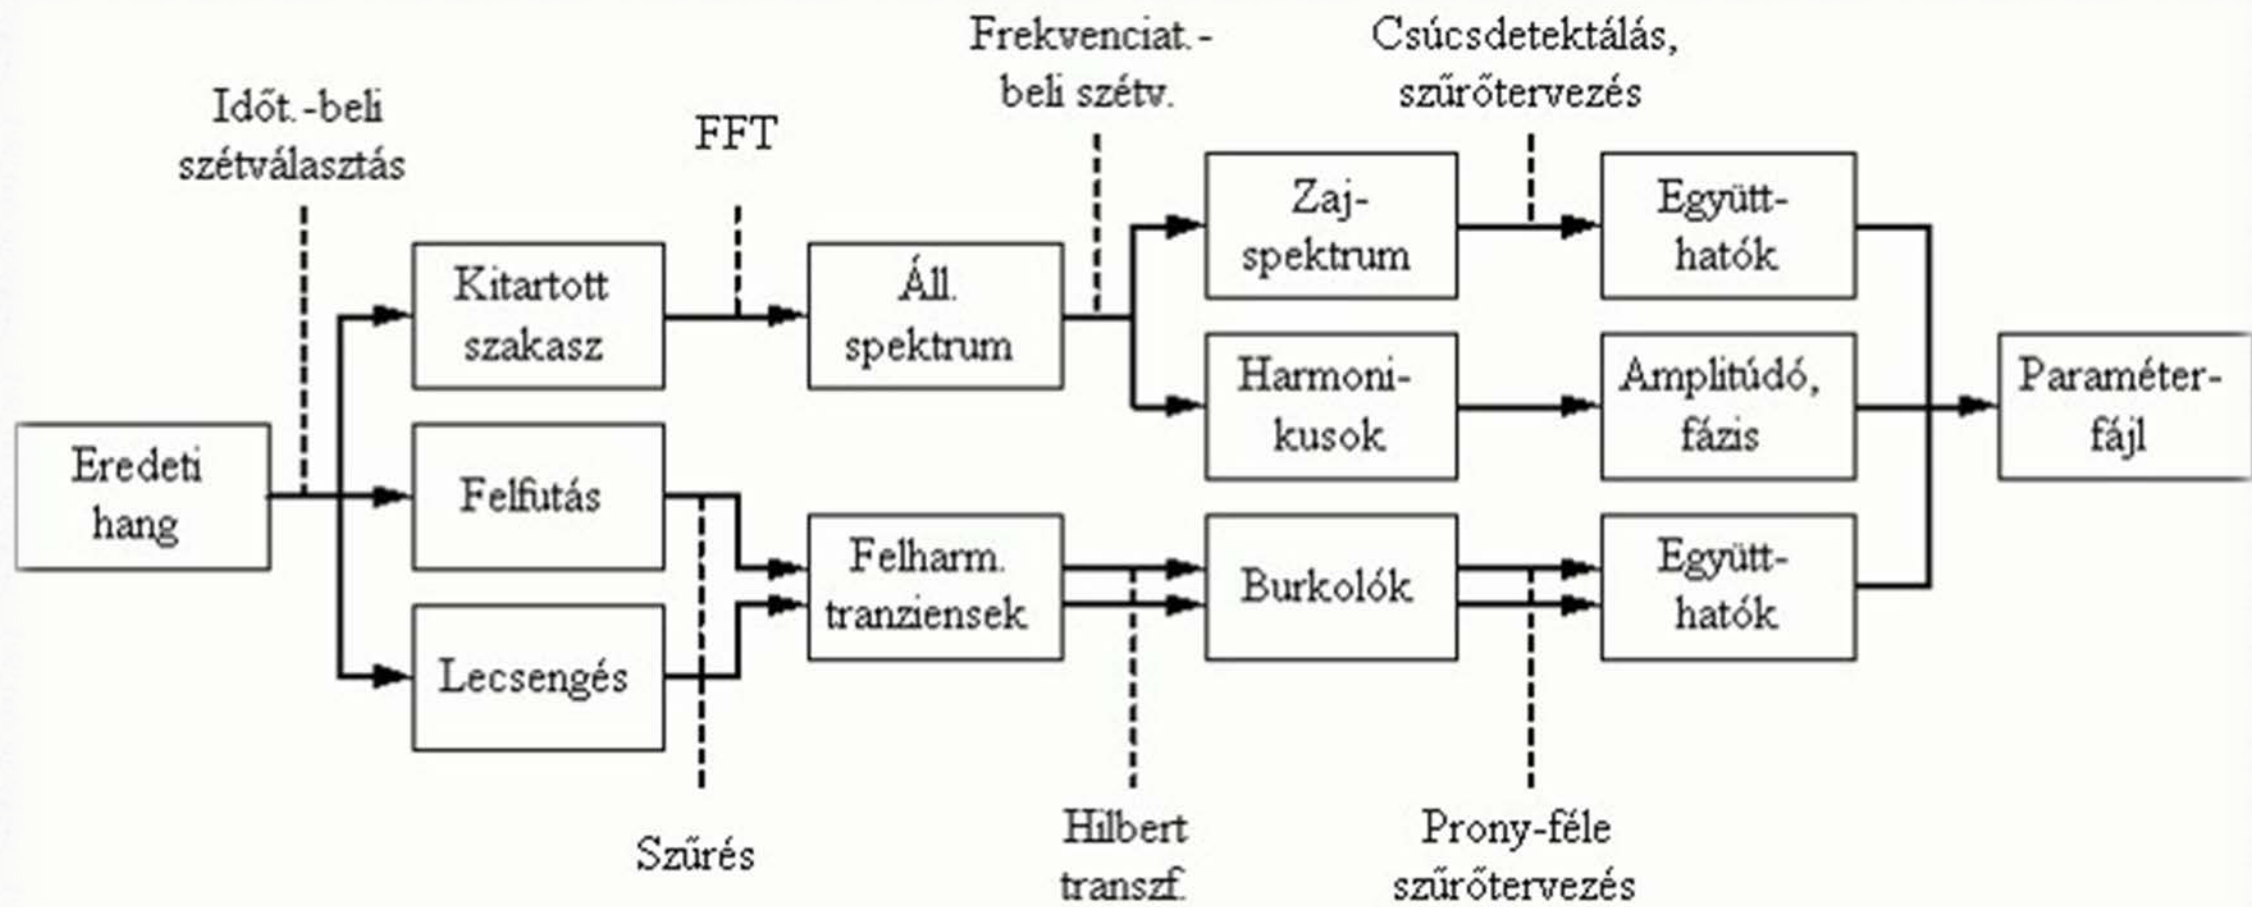 Időt.-beli
szétválasztás
FFT
Frekvenciat.-
beli szétv.
Csúcsdetektálás,
szűrőtervezés
Eredeti
hang
Kitartott
szakasz
Felfutás
Lecsengés
Áll.
spektrum
Felharm.
tranziensek
Zaj-
spektrum
Harmoni-
kusok
Burkolók
Együtt-
hatók
Amplitúdó,
fázis
Együtt-
hatók
Paraméter-
fájl
Szűrés
Hilbert
transzf.
Prony-féle
szűrőtervezés